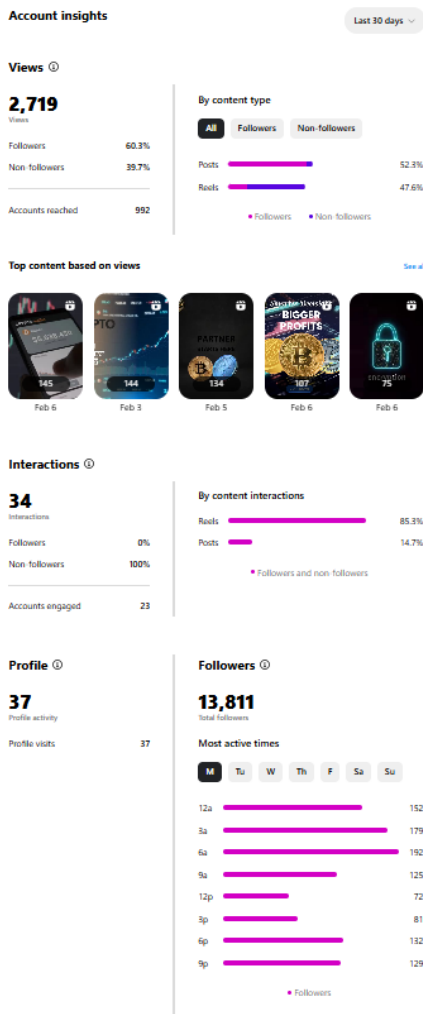 Account insights
Last 30 days
Views
2,719
Views
Followers 60.3%
Non-followers 39.7%
Accounts reached 992
By content type
All Followers Non-followers
Posts 52.3%
Reels 47.6%
Followers Non-followers
Top content based on views
See al
PTO
PARTNER
BIGGER
PROFITS
encryption
145 144 134 107 75
Feb 6 Feb 3 Feb 5 Feb 6 Feb 6
Interactions
34
Interactions
Followers 0%
Non-followers 100%
Accounts engaged 23
By content interactions
Reels 85.3%
Posts 14.7%
Followers and non-followers
Profile
37
Profile activity
Profile visits 37
Followers
13,811
Total followers
Most active times
M Tu W Th F Sa Su
12a 152
3a 179
6a 192
9a 125
12p 72
3p 81
6p 132
9p 129
Followers